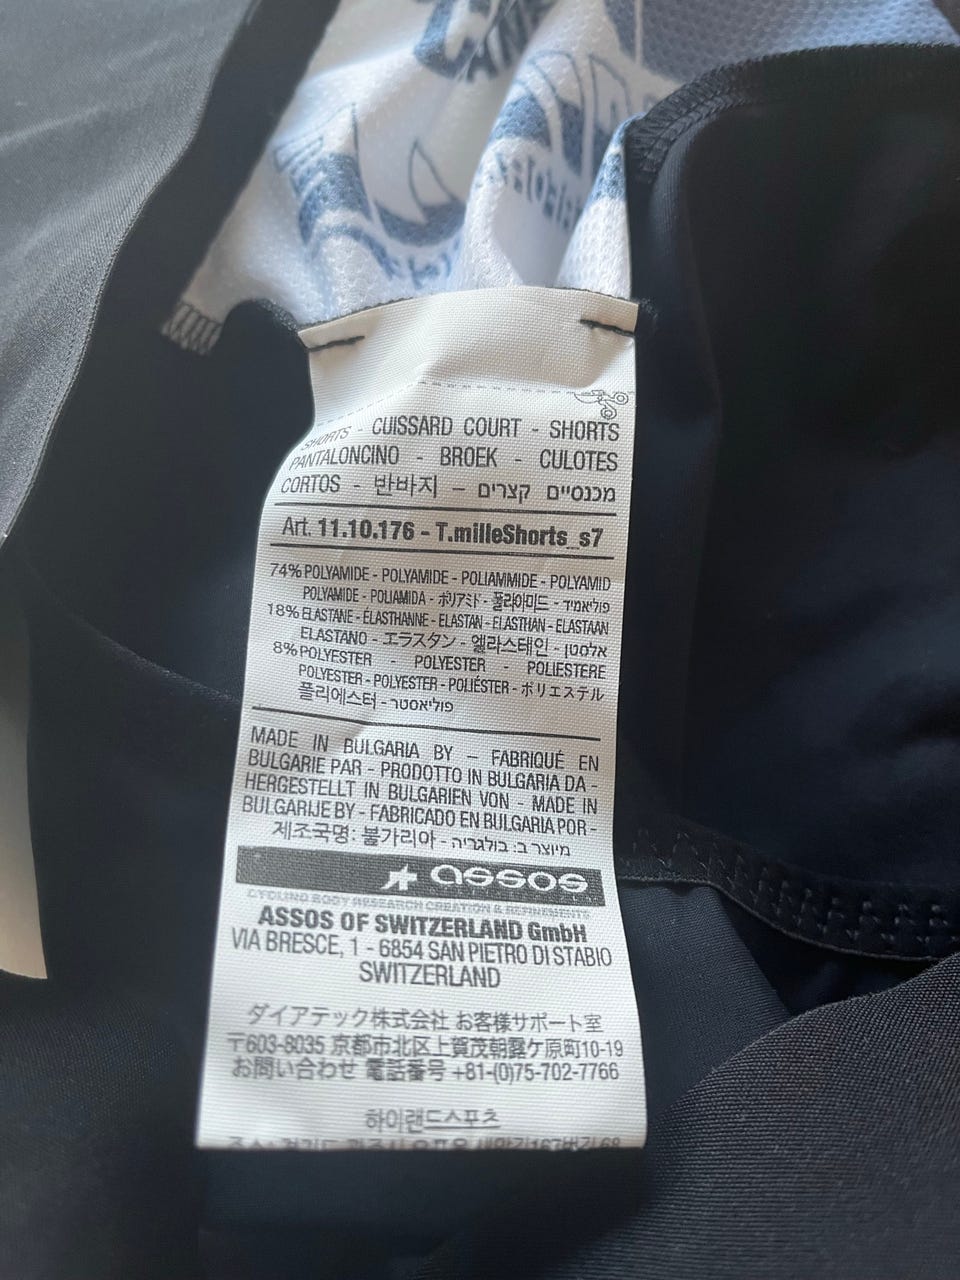 SHORTS - CUISSARD COURT - SHORTS
PANTALONCINO - BROEK - CULOTES
CORTOS - 반바지 - מכנסיים קצרים
Art. 11.10.176 - T.milleShorts_s7
74% POLYAMIDE - POLYAMIDE - POLIAMMIDE - POLYAMID
POLYAMIDE - POLIAMIDA - ポリアミド - 폴리아미드 - פוליאמיד
18% ELASTANE - ÉLASTHANNE - ELASTAN - ELASTHAN - ELASTAAN
ELASTANO - エラスタン - 엘라스테인 - אלסטן
8% POLYESTER - POLYESTER - POLIESTERE
POLYESTER - POLYESTER - POLIÉSTER - ポリエステル
폴리에스터 - פוליאסטר
MADE IN BULGARIA BY - FABRIQUÉ EN
BULGARIE PAR - PRODOTTO IN BULGARIA DA -
HERGESTELLT IN BULGARIEN VON - MADE IN
BULGARIJE BY - FABRICADO EN BULGARIA POR -
제조국명: 불가리아 - מיוצר ב: בולגריה
assos
CYCLING BODY RESEARCH CREATION & REFINEMENTS
ASSOS OF SWITZERLAND GmbH
VIA BRESCE, 1 - 6854 SAN PIETRO DI STABIO
SWITZERLAND
ダイアテック株式会社 お客様サポート室
〒603-8035 京都市北区上賀茂朝露ケ原町10-19
お問い合わせ 電話番号 +81-(0)75-702-7766
하이랜드스포츠